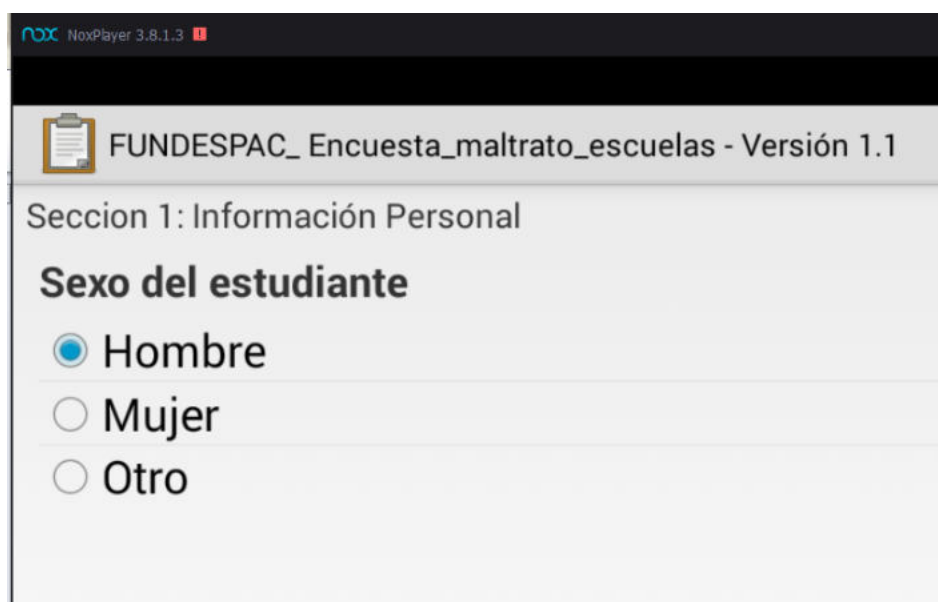 nox NoxPlayer 3.8.1.3
FUNDESPAC_ Encuesta_maltrato_escuelas - Versión 1.1
Seccion 1: Información Personal
Sexo del estudiante
Hombre
Mujer
Otro